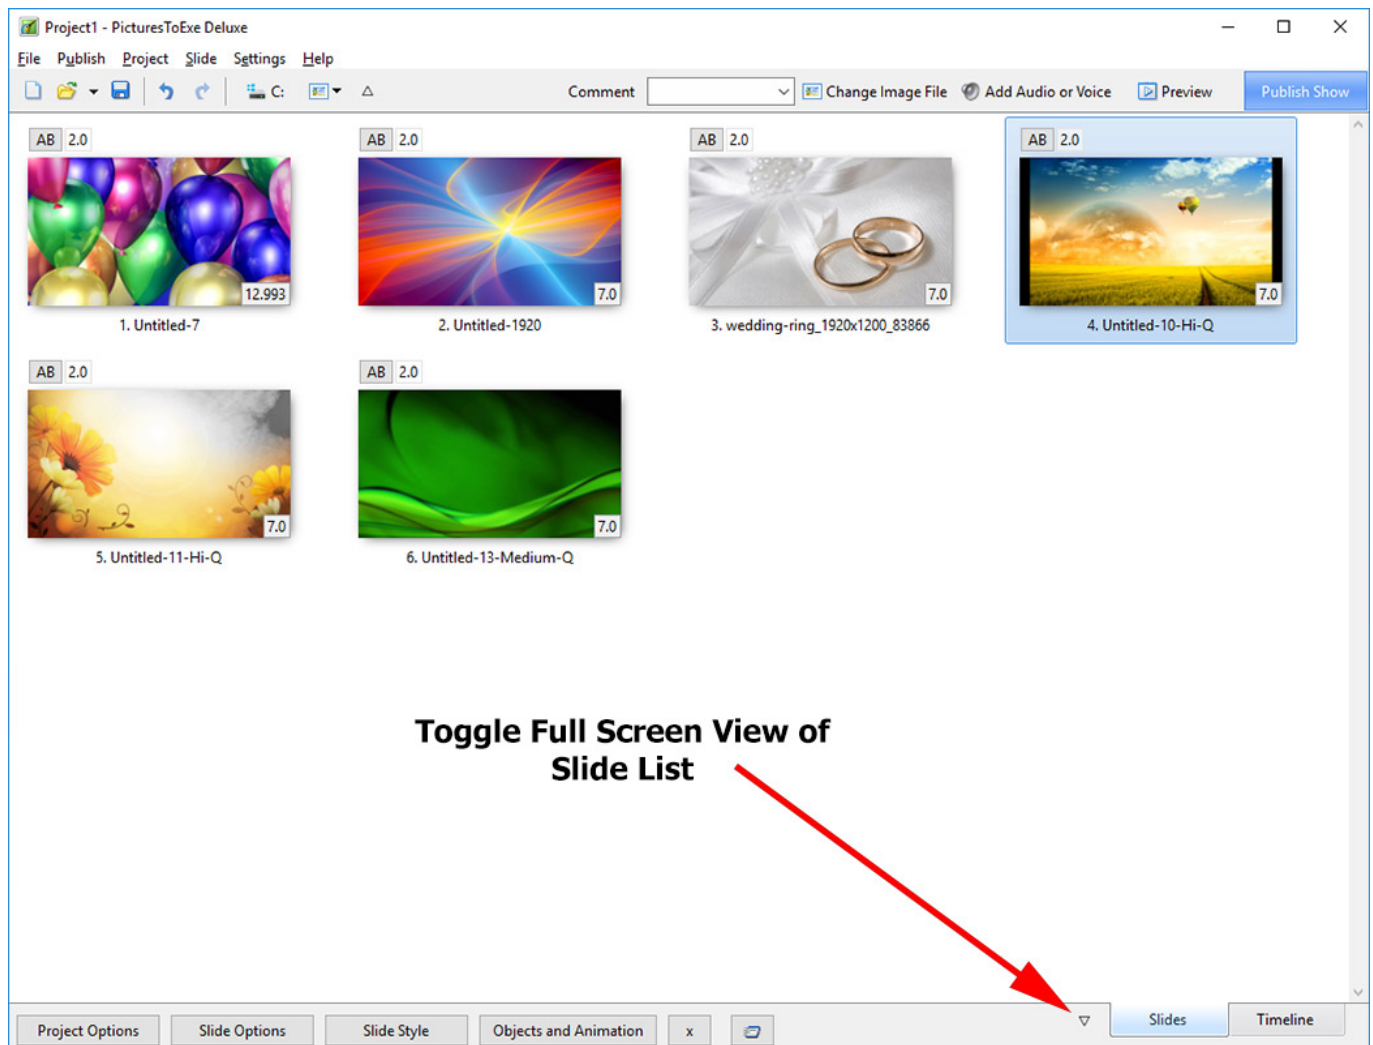 Project1 - PicturesToExe Deluxe
File Publish Project Slide Settings Help
C: Comment Change Image File Add Audio or Voice Preview Publish Show
AB 2.0 AB 2.0 AB 2.0 AB 2.0
12.993 7.0 7.0 7.0
1. Untitled-7 2. Untitled-1920 3. wedding-ring_1920x1200_83866 4. Untitled-10-Hi-Q
AB 2.0 AB 2.0
7.0 7.0
5. Untitled-11-Hi-Q 6. Untitled-13-Medium-Q
Toggle Full Screen View of
Slide List
Project Options Slide Options Slide Style Objects and Animation x Slides Timeline